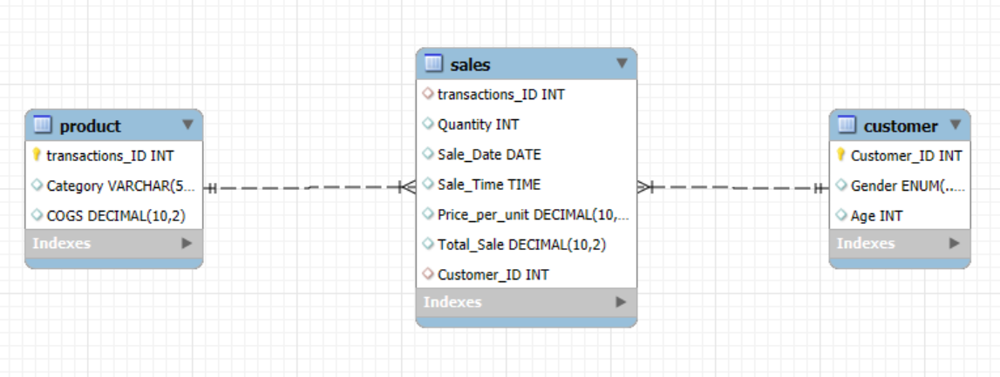 product
transactions_ID INT
Category VARCHAR(5...
COGS DECIMAL(10,2)
Indexes
sales
transactions_ID INT
Quantity INT
Sale_Date DATE
Sale_Time TIME
Price_per_unit DECIMAL(10,...
Total_Sale DECIMAL(10,2)
Customer_ID INT
Indexes
customer
Customer_ID INT
Gender ENUM(.....
Age INT
Indexes